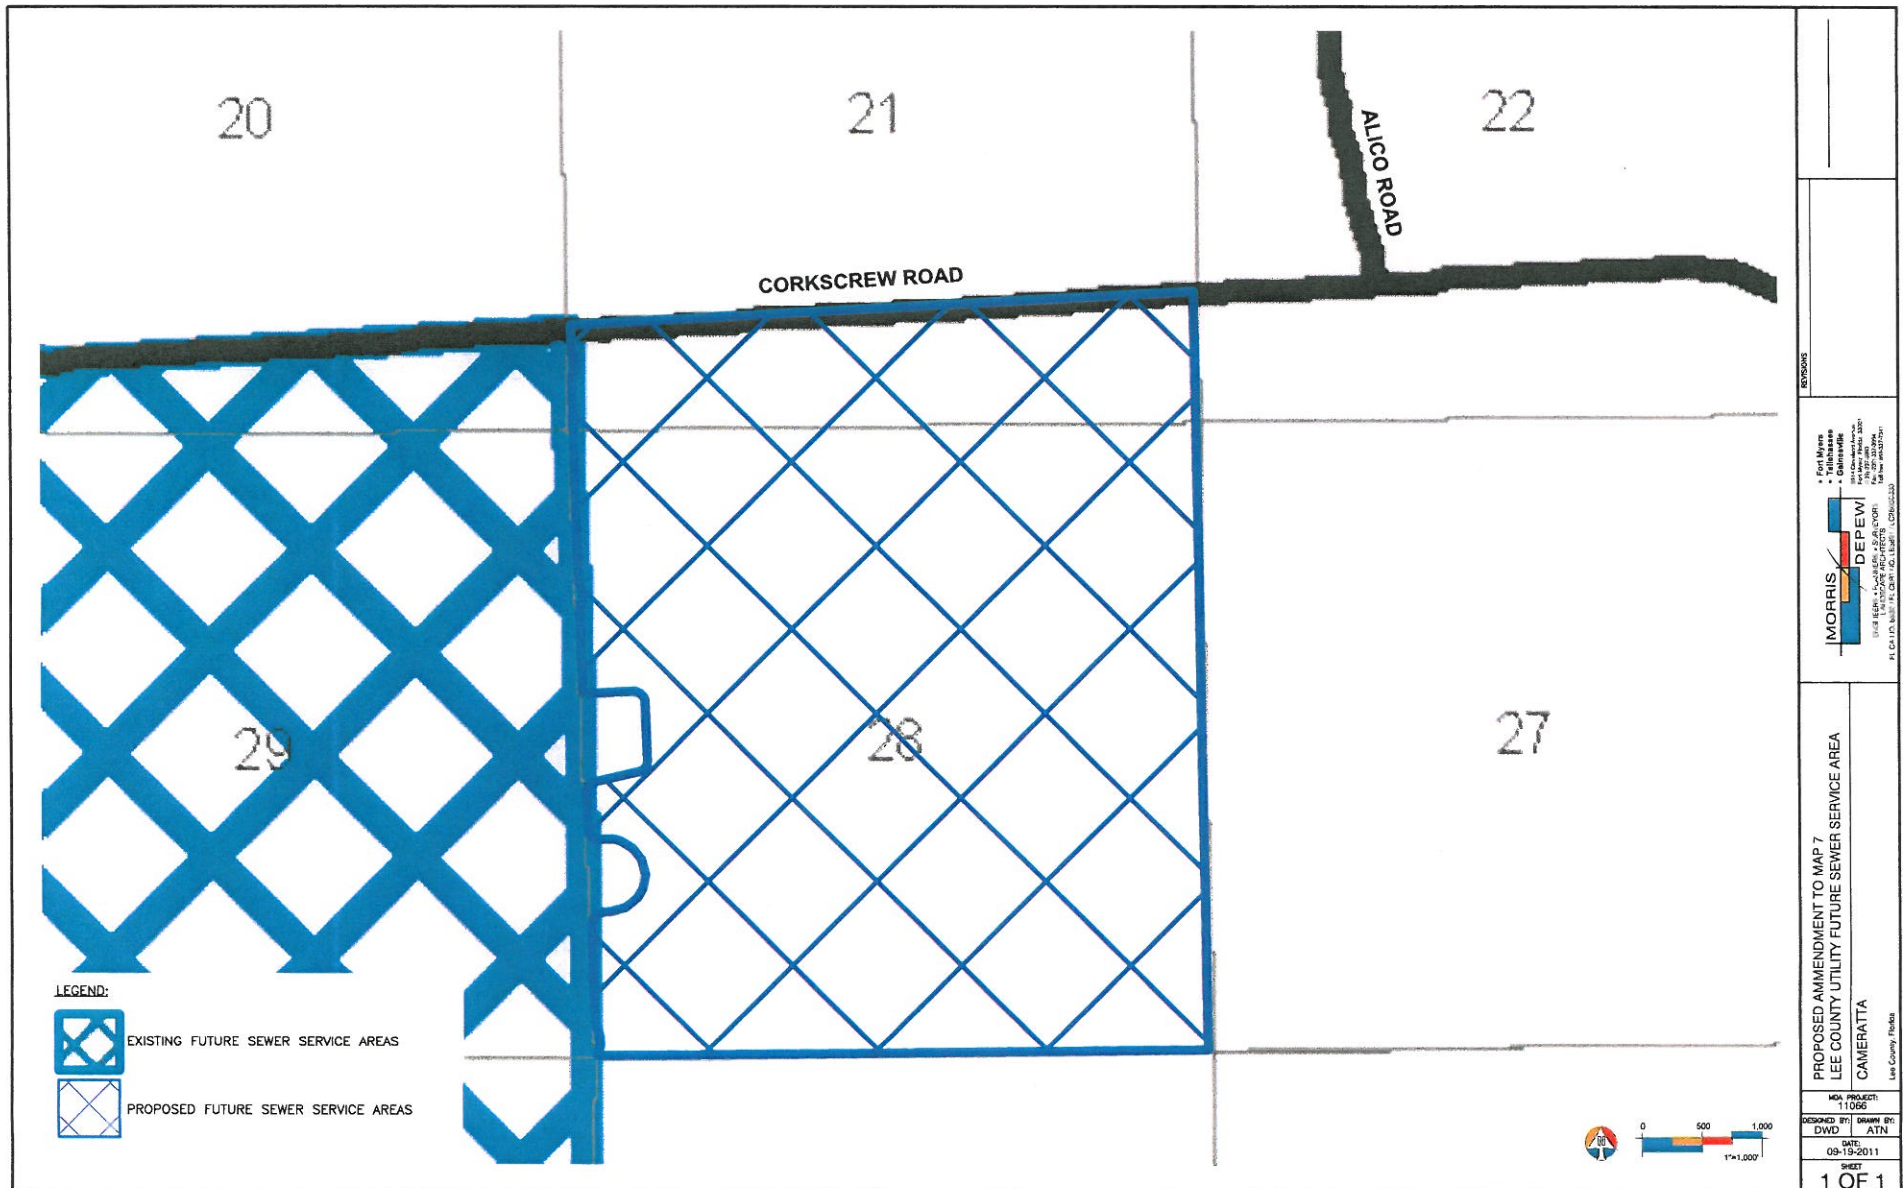 20
21
22
ALICO ROAD
CORKSCREW ROAD
29
28
27
LEGEND:
EXISTING FUTURE SEWER SERVICE AREAS
PROPOSED FUTURE SEWER SERVICE AREAS
0 500 1,000
1"=1,000'
REVISIONS
• Fort Myers
• Tallahassee
• Gainesville
MORRIS
DEPEW
LANDSCAPE ARCHITECTS
PROPOSED AMMENDMENT TO MAP 7
LEE COUNTY UTILITY FUTURE SEWER SERVICE AREA
CAMERATTA
Lee County, Florida
MDA PROJECT:
11066
DESIGNED BY: DRAWN BY:
DWD ATN
DATE:
09-19-2011
SHEET
1 OF 1